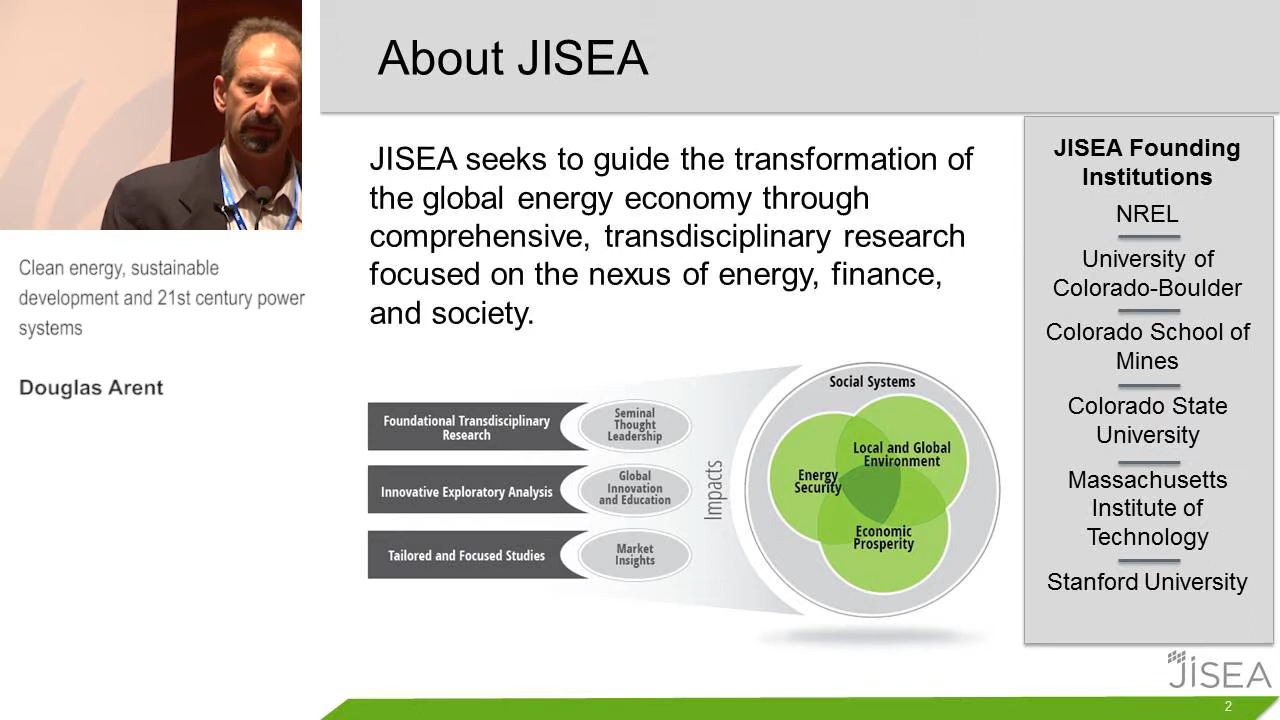 About JISEA
JISEA seeks to guide the transformation of
the global energy economy through
comprehensive, transdisciplinary research
focused on the nexus of energy, finance,
and society.
Clean energy, sustainable
development and 21st century power
systems
Douglas Arent
Foundational Transdisciplinary
Research
Seminal
Thought
Leadership
Innovative Exploratory Analysis
Global
Innovation
and Education
Tailored and Focused Studies
Market
Insights
Impacts
Social Systems
Local and Global
Environment
Energy
Security
Economic
Prosperity
JISEA Founding
Institutions
NREL
University of
Colorado-Boulder
Colorado School of
Mines
Colorado State
University
Massachusetts
Institute of
Technology
Stanford University
JISEA
2